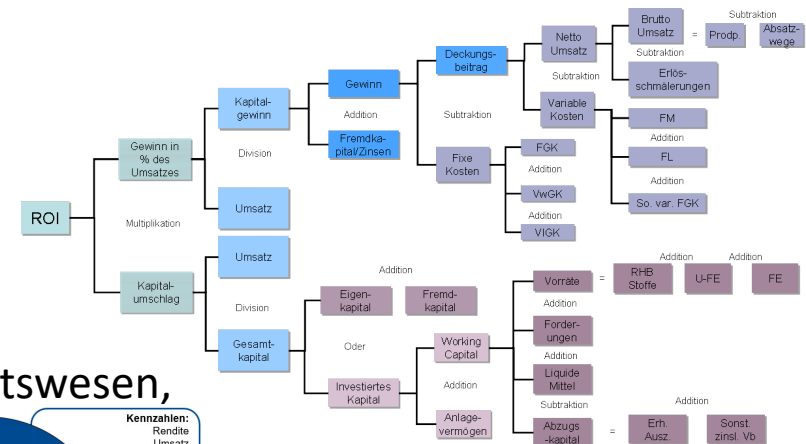 Subtraktion
Brutto
Umsatz
=
Prodp.
Absatz-
wege
Netto
Umsatz
Subtraktion
Erlös-
schmälerungen
Deckungs-
beitrag
Subtraktion
Variable
Kosten
FM
Addition
FL
Addition
So. var. FGK
Gewinn
Addition
Fremdka-
pital/Zinsen
Subtraktion
Fixe
Kosten
FGK
Addition
VwGK
Addition
VIGK
Kapital-
gewinn
Division
Umsatz
Gewinn in
% des
Umsatzes
ROI
Multiplikation
Kapital-
umschlag
Umsatz
Division
Gesamt-
kapital
Addition
Eigen-
kapital
Fremd-
kapital
Oder
Investiertes
Kapital
Working
Capital
Addition
Anlage-
vermögen
Vorräte
=
Addition
Addition
RHB
Stoffe
U-FE
FE
Addition
Forder-
ungen
Addition
Liquide
Mittel
Subtraktion
Abzugs
-kapital
=
Addition
Erh.
Ausz.
Sonst.
zinsl. Vb
tswesen,
Kennzahlen:
Rendite
Umsatz